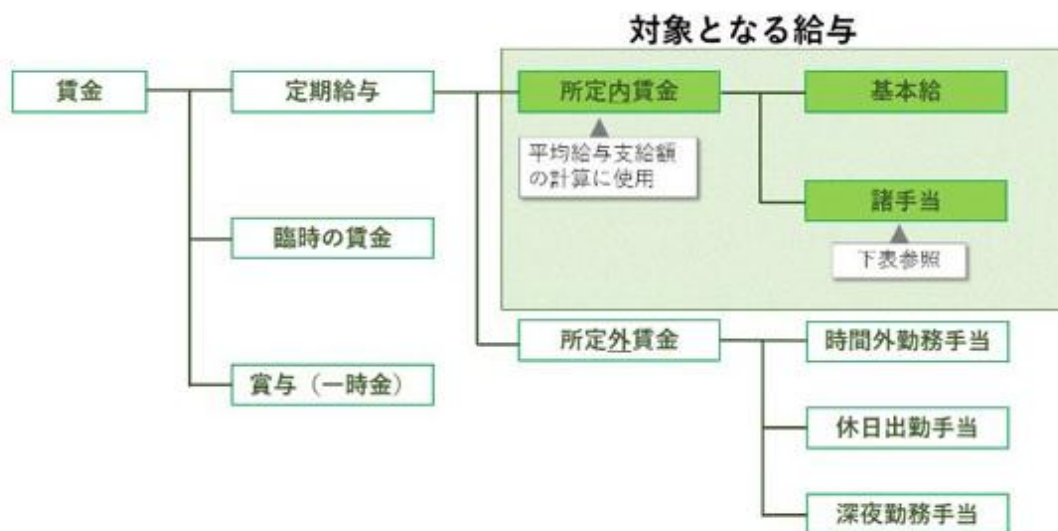 対象となる給与
賃金
定期給与
所定内賃金
基本給
平均給与支給額
の計算に使用
諸手当
下表参照
臨時の賃金
所定外賃金
時間外勤務手当
賞与（一時金）
休日出勤手当
深夜勤務手当